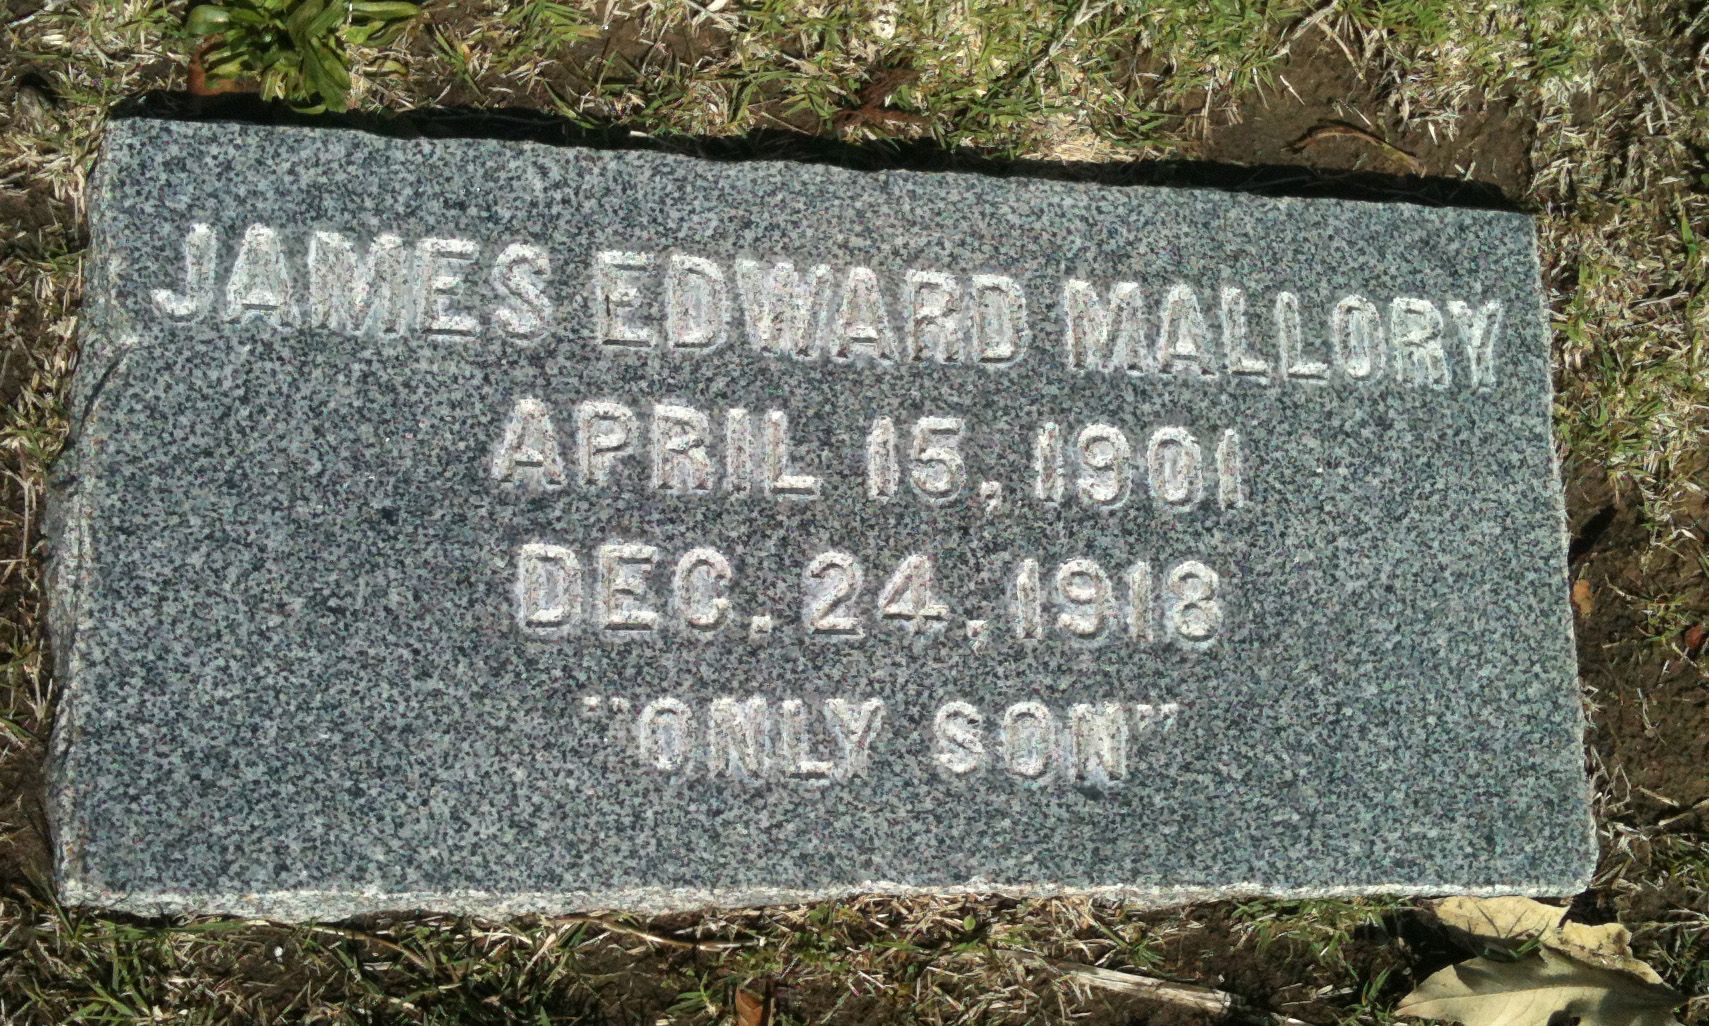 JAMES EDWARD MALLORY
APRIL 15, 1901
DEC. 24, 1918
"ONLY SON"